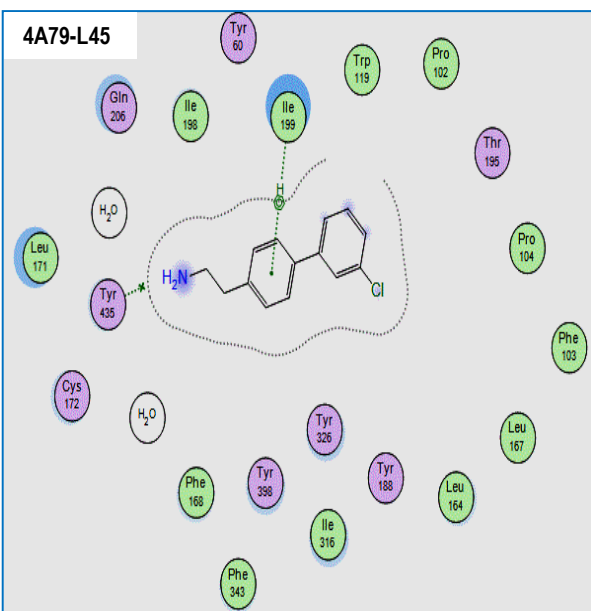 4A79-L45
Tyr
60
Trp
119
Pro
102
Gln
206
Ile
198
Ile
199
Thr
195
H
H₂O
Leu
171
Pro
104
H₂N
Cl
Tyr
435
Phe
103
Cys
172
H₂O
Tyr
326
Leu
167
Phe
168
Tyr
398
Tyr
188
Leu
164
Ile
316
Phe
343